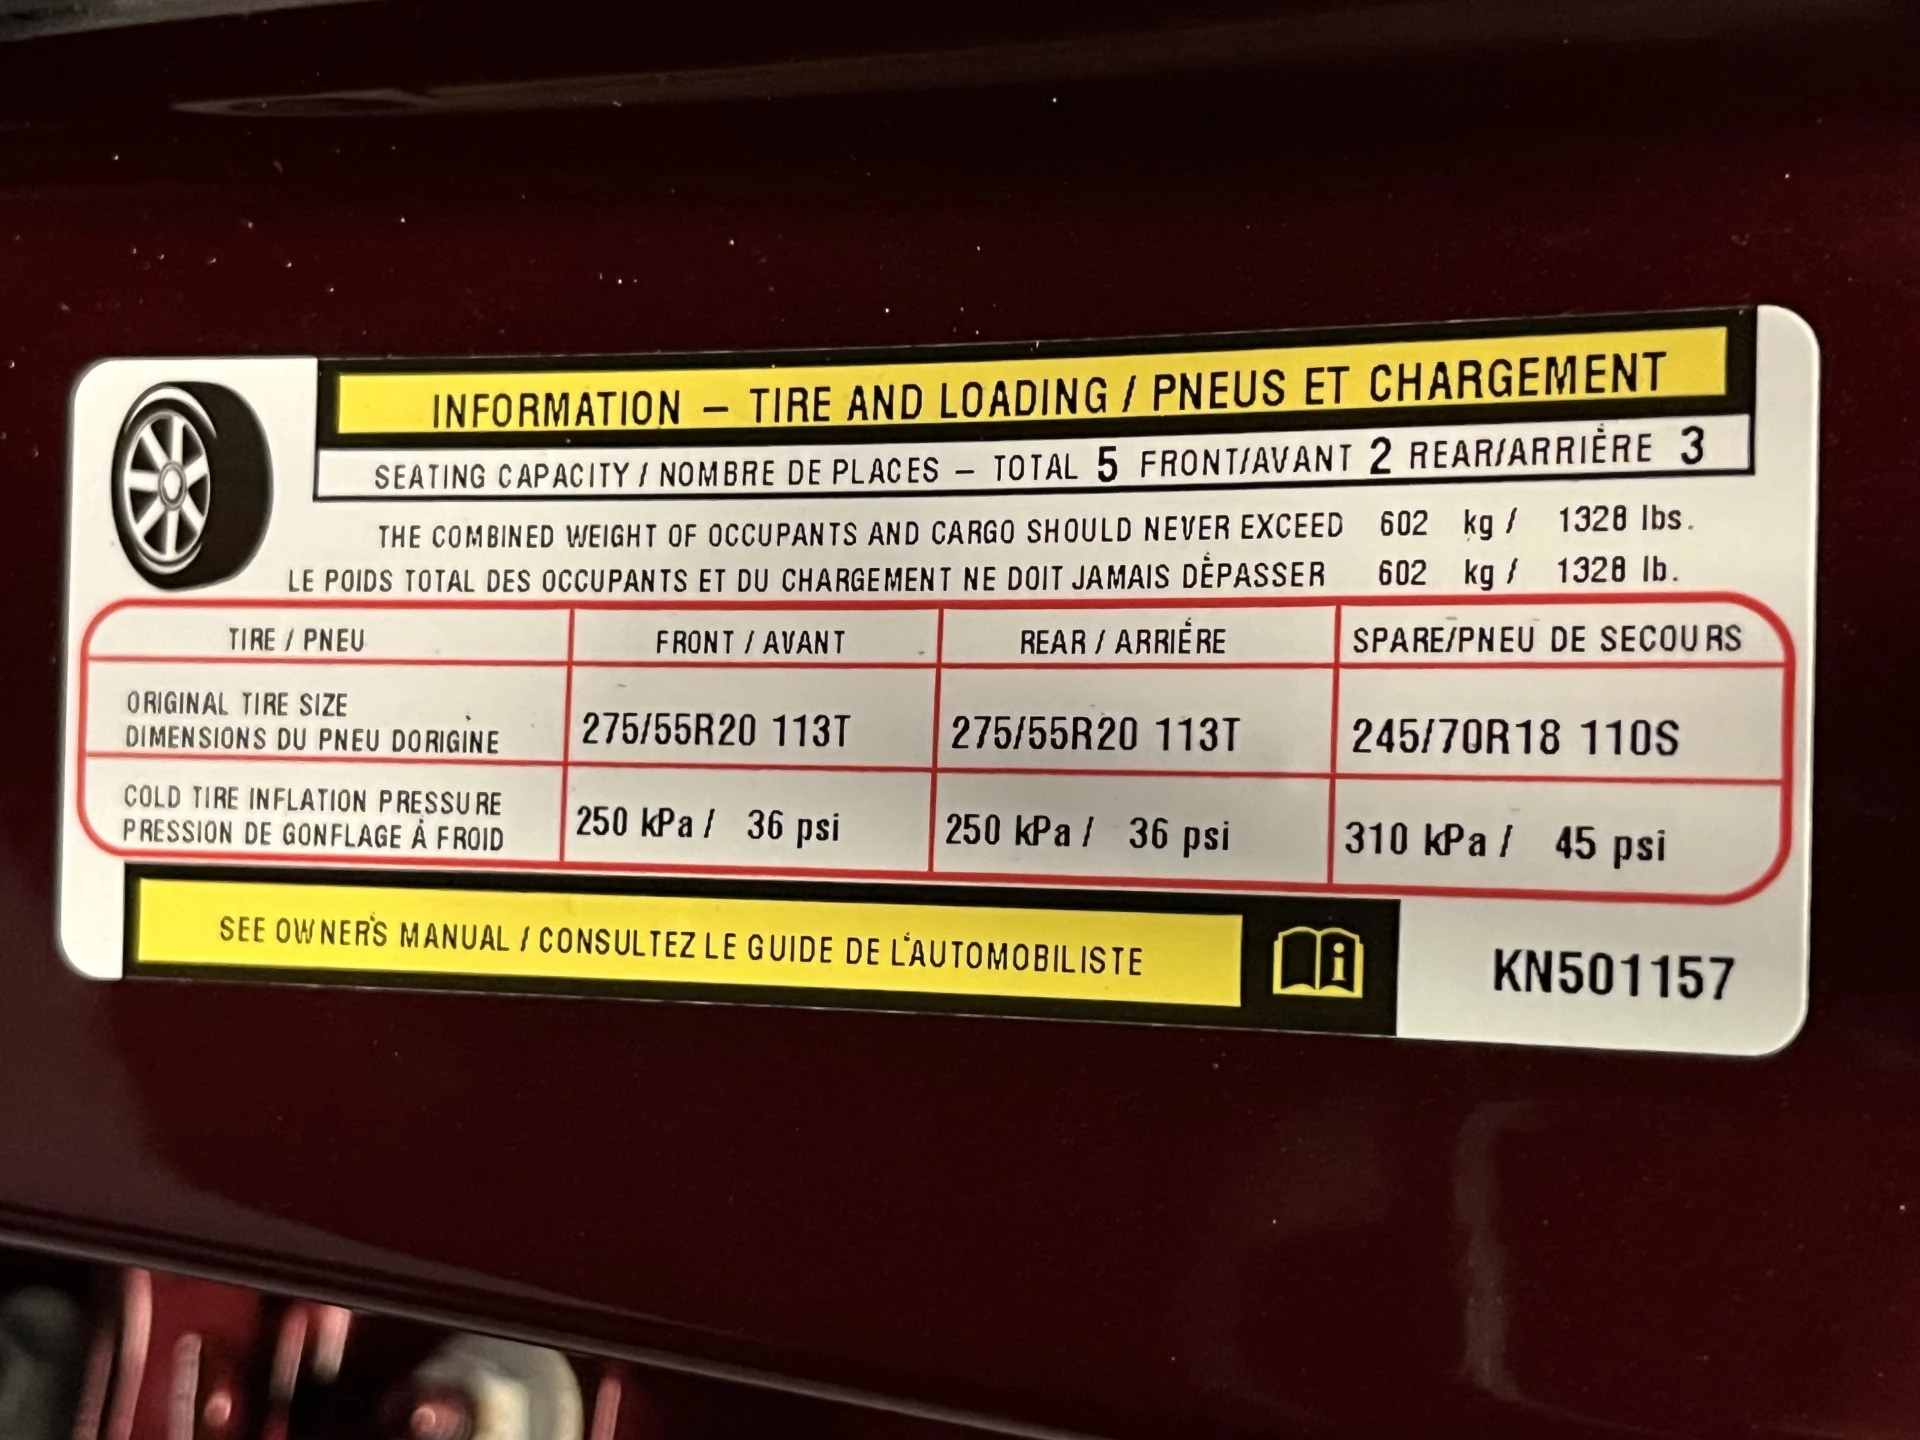 INFORMATION – TIRE AND LOADING / PNEUS ET CHARGEMENT
SEATING CAPACITY / NOMBRE DE PLACES – TOTAL 5 FRONT/AVANT 2 REAR/ARRIÈRE 3
THE COMBINED WEIGHT OF OCCUPANTS AND CARGO SHOULD NEVER EXCEED 602 kg / 1328 lbs.
LE POIDS TOTAL DES OCCUPANTS ET DU CHARGEMENT NE DOIT JAMAIS DÈPASSER 602 kg / 1328 lb.
TIRE / PNEU FRONT / AVANT REAR / ARRIÈRE SPARE/PNEU DE SECOURS
ORIGINAL TIRE SIZE
DIMENSIONS DU PNEU DORIGINE 275/55R20 113T 275/55R20 113T 245/70R18 110S
COLD TIRE INFLATION PRESSURE
PRESSION DE GONFLAGE À FROID 250 kPa / 36 psi 250 kPa / 36 psi 310 kPa / 45 psi
SEE OWNER'S MANUAL / CONSULTEZ LE GUIDE DE L'AUTOMOBILISTE
KN501157